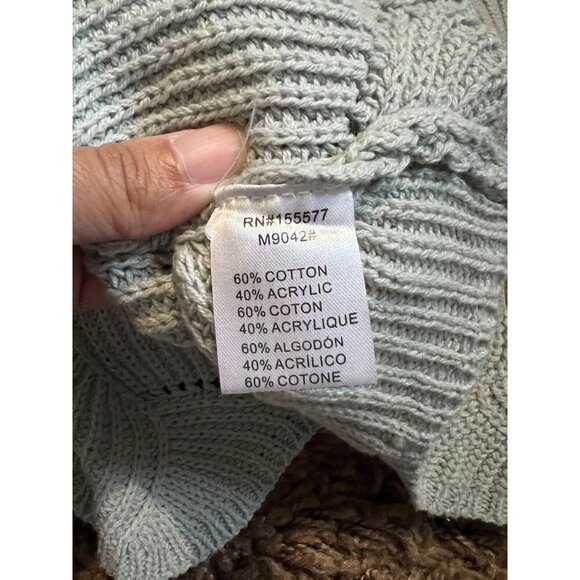 RN#155577
M9042#
60% COTTON
40% ACRYLIC
60% COTON
40% ACRYLIQUE
60% ALGODÓN
40% ACRÍLICO
60% COTONE